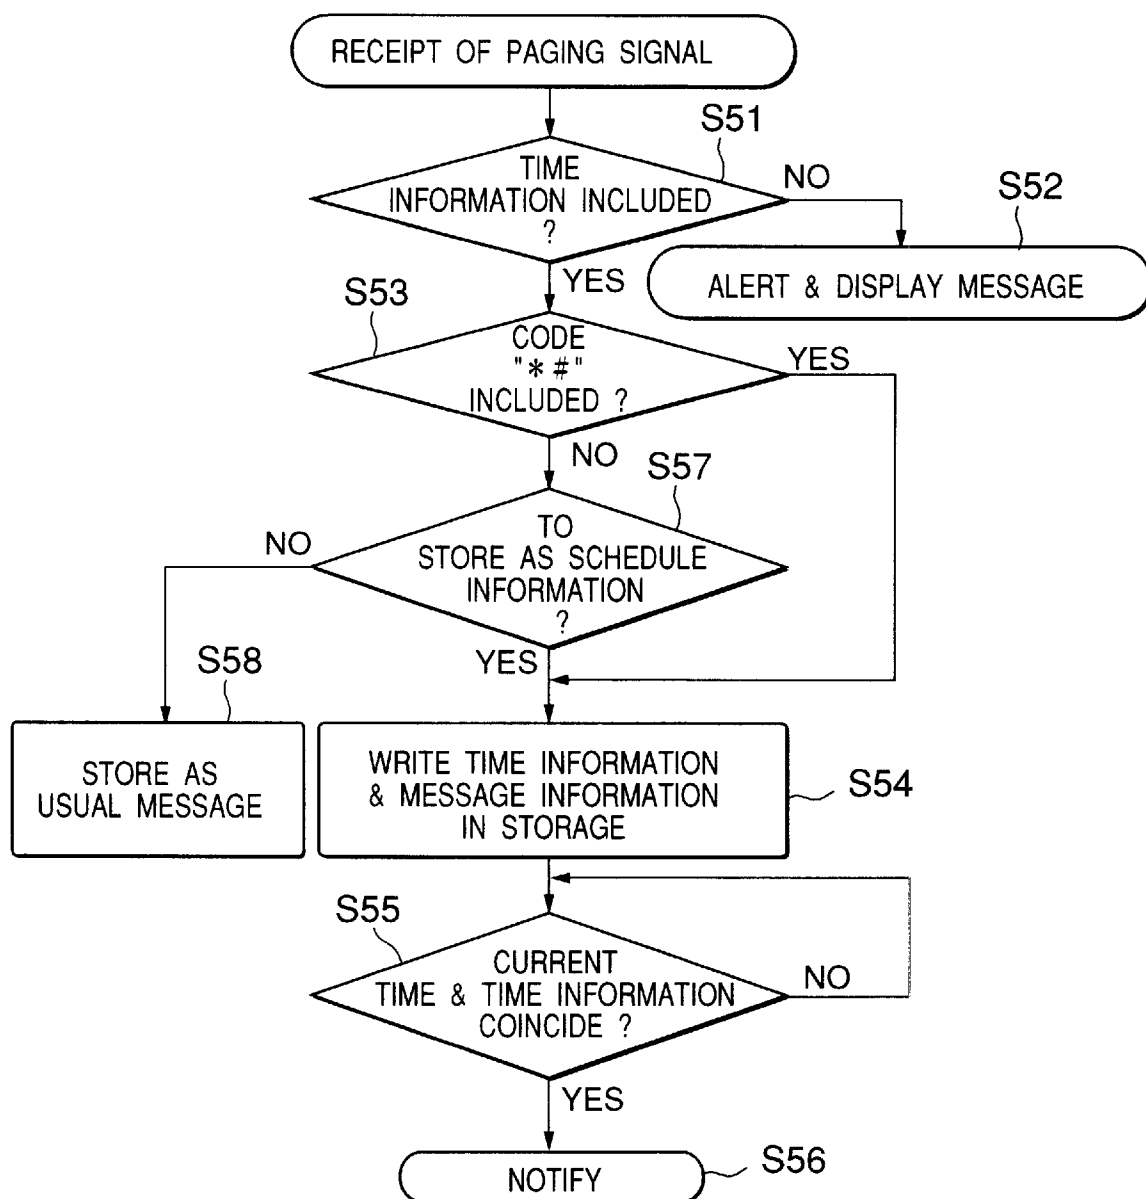 RECEIPT OF PAGING SIGNAL
S51
TIME
INFORMATION INCLUDED
?
NO
S52
ALERT & DISPLAY MESSAGE
YES
S53
CODE
"*#"
INCLUDED ?
YES
NO
S57
TO
STORE AS SCHEDULE
INFORMATION
?
NO
YES
S58
STORE AS
USUAL MESSAGE
WRITE TIME INFORMATION
& MESSAGE INFORMATION
IN STORAGE
S54
S55
CURRENT
TIME & TIME INFORMATION
COINCIDE ?
NO
YES
NOTIFY
S56